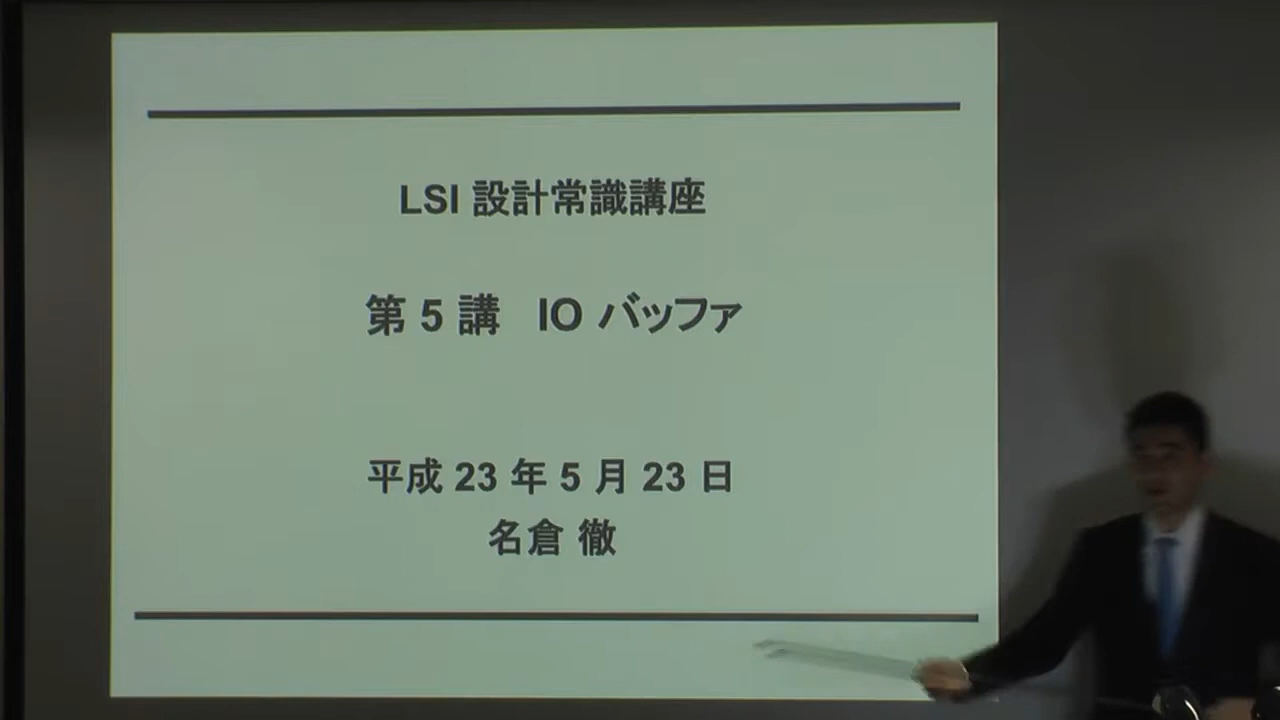 LSI 設計常識講座
第 5 講 IO バッファ
平成 23 年 5 月 23 日
名倉 徹